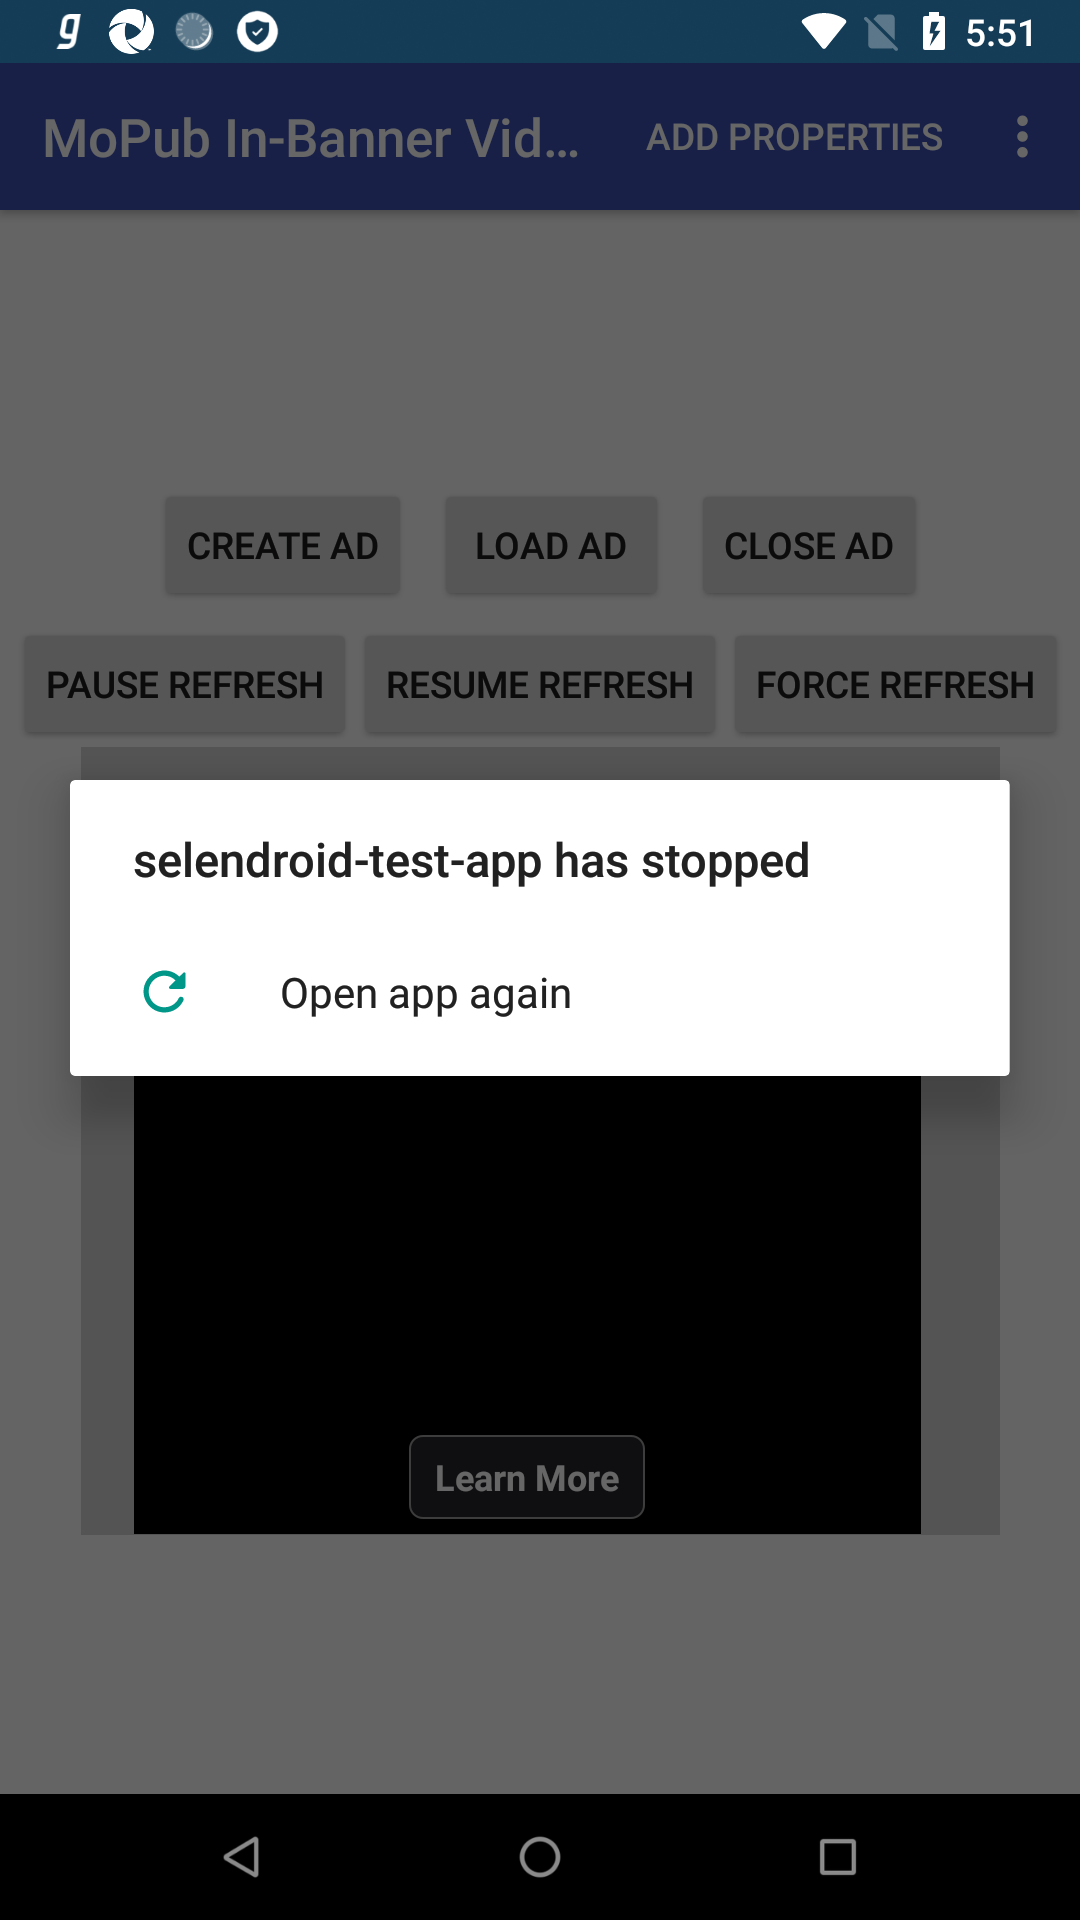 g
5:51
MoPub In-Banner Vid... ADD PROPERTIES
CREATE AD LOAD AD CLOSE AD
PAUSE REFRESH RESUME REFRESH FORCE REFRESH
selendroid-test-app has stopped
Open app again
Learn More